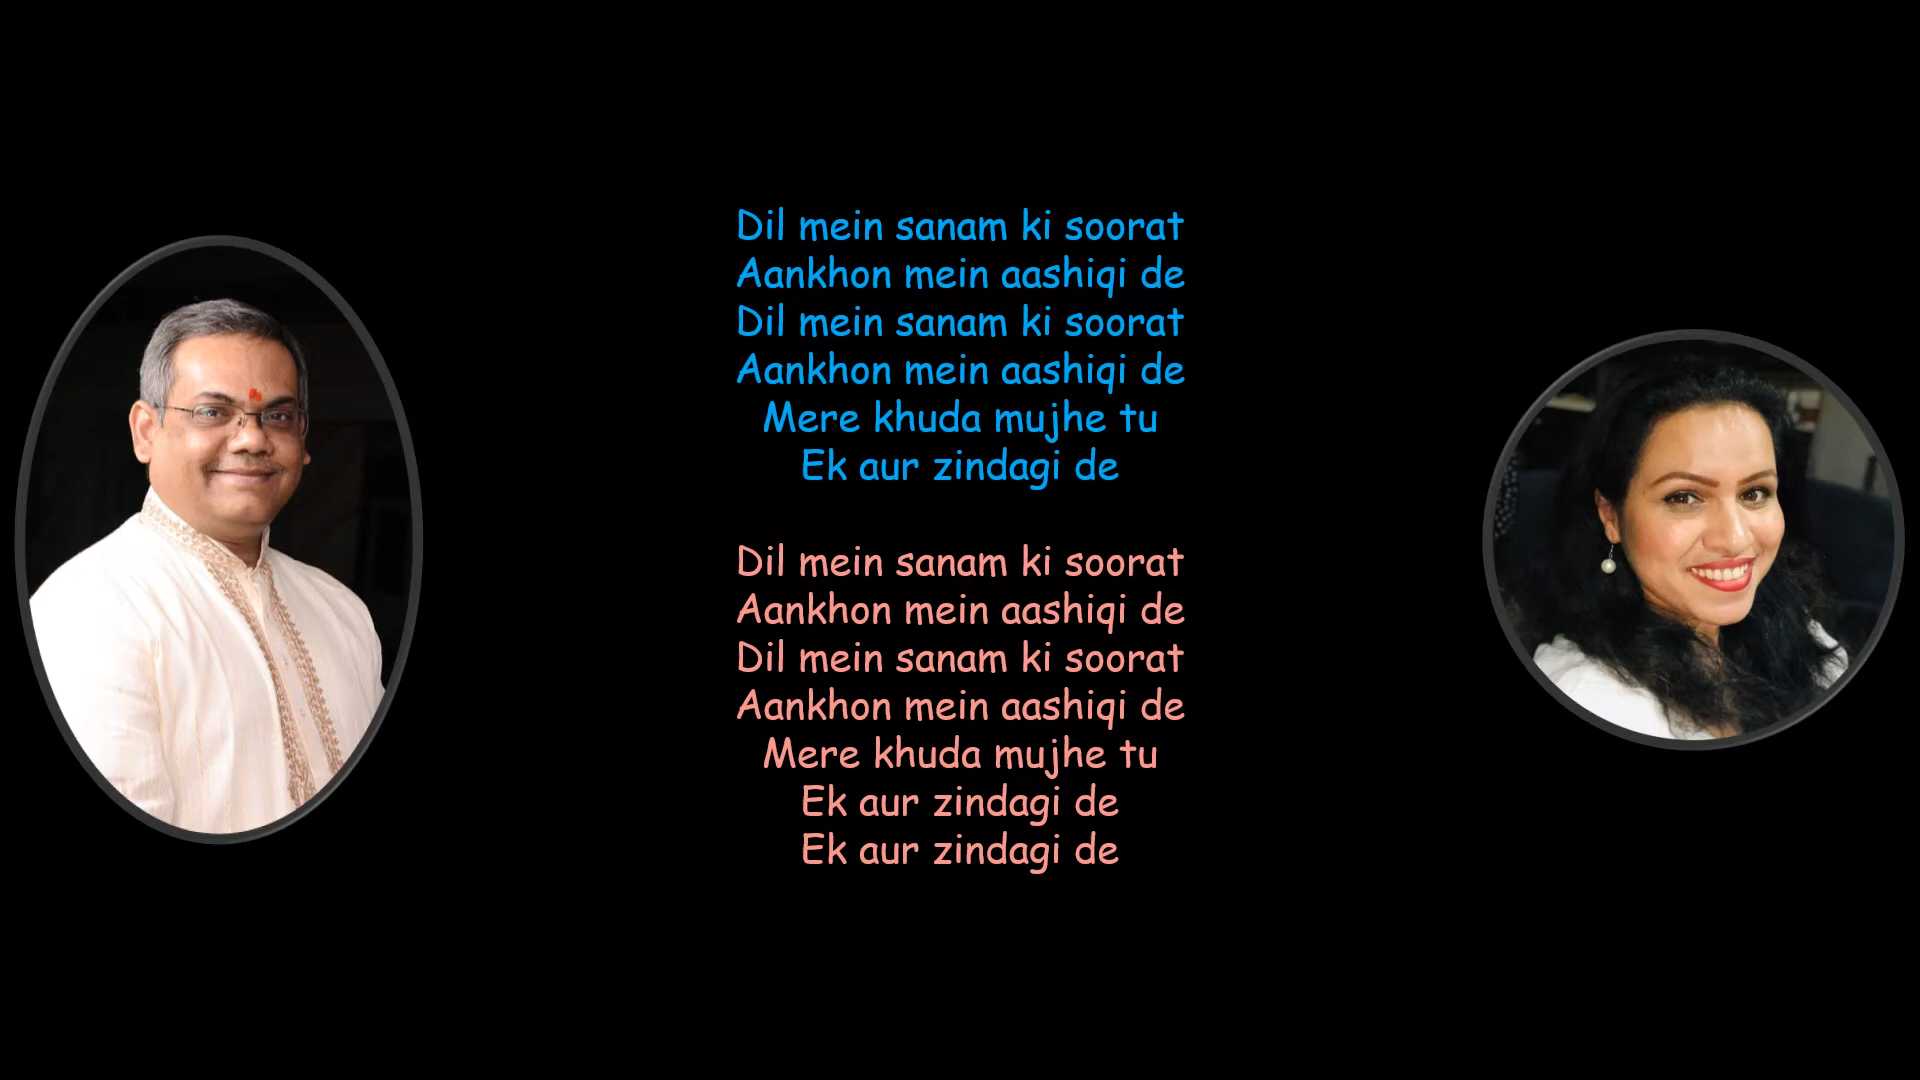 Dil mein sanam ki soorat
Aankhon mein aashiqi de
Dil mein sanam ki soorat
Aankhon mein aashiqi de
Mere khuda mujhe tu
Ek aur zindagi de
Dil mein sanam ki soorat
Aankhon mein aashiqi de
Dil mein sanam ki soorat
Aankhon mein aashiqi de
Mere khuda mujhe tu
Ek aur zindagi de
Ek aur zindagi de